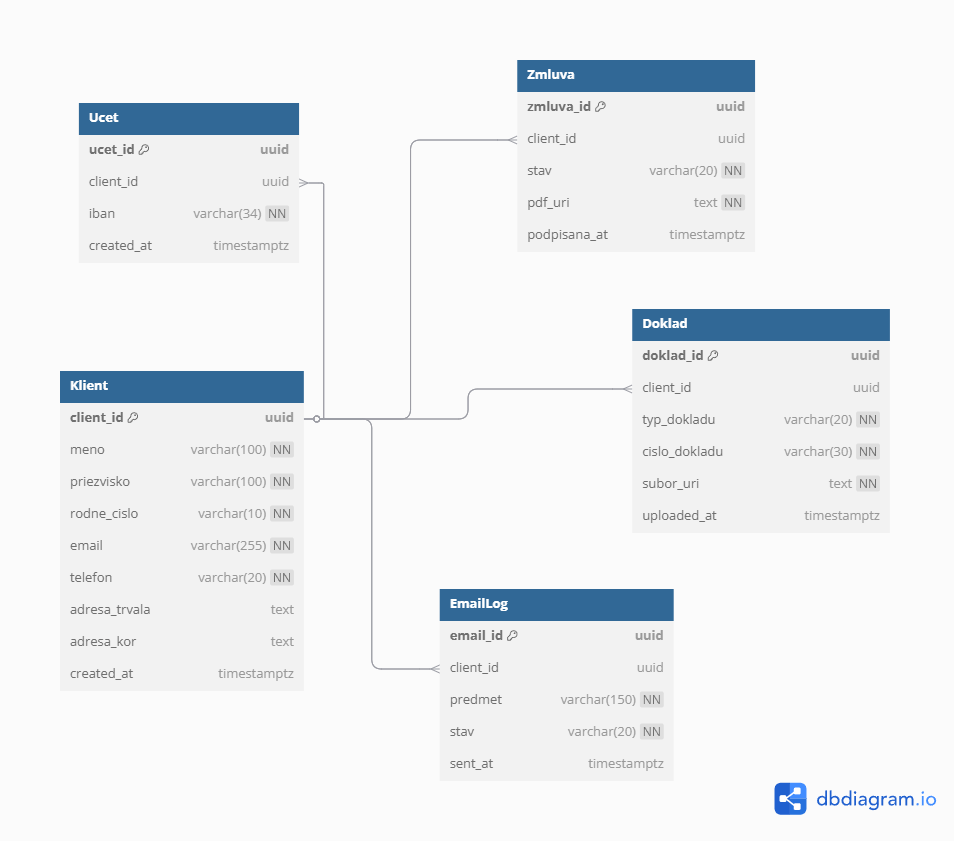 Ucet
ucet_id uuid
client_id uuid
iban varchar(34) NN
created_at timestamptz
Zmluva
zmluva_id uuid
client_id uuid
stav varchar(20) NN
pdf_uri text NN
podpisana_at timestamptz
Klient
client_id uuid
meno varchar(100) NN
priezvisko varchar(100) NN
rodne_cislo varchar(10) NN
email varchar(255) NN
telefon varchar(20) NN
adresa_trvala text
adresa_kor text
created_at timestamptz
Doklad
doklad_id uuid
client_id uuid
typ_dokladu varchar(20) NN
cislo_dokladu varchar(30) NN
subor_uri text NN
uploaded_at timestamptz
EmailLog
email_id uuid
client_id uuid
predmet varchar(150) NN
stav varchar(20) NN
sent_at timestamptz
dbdiagram.io